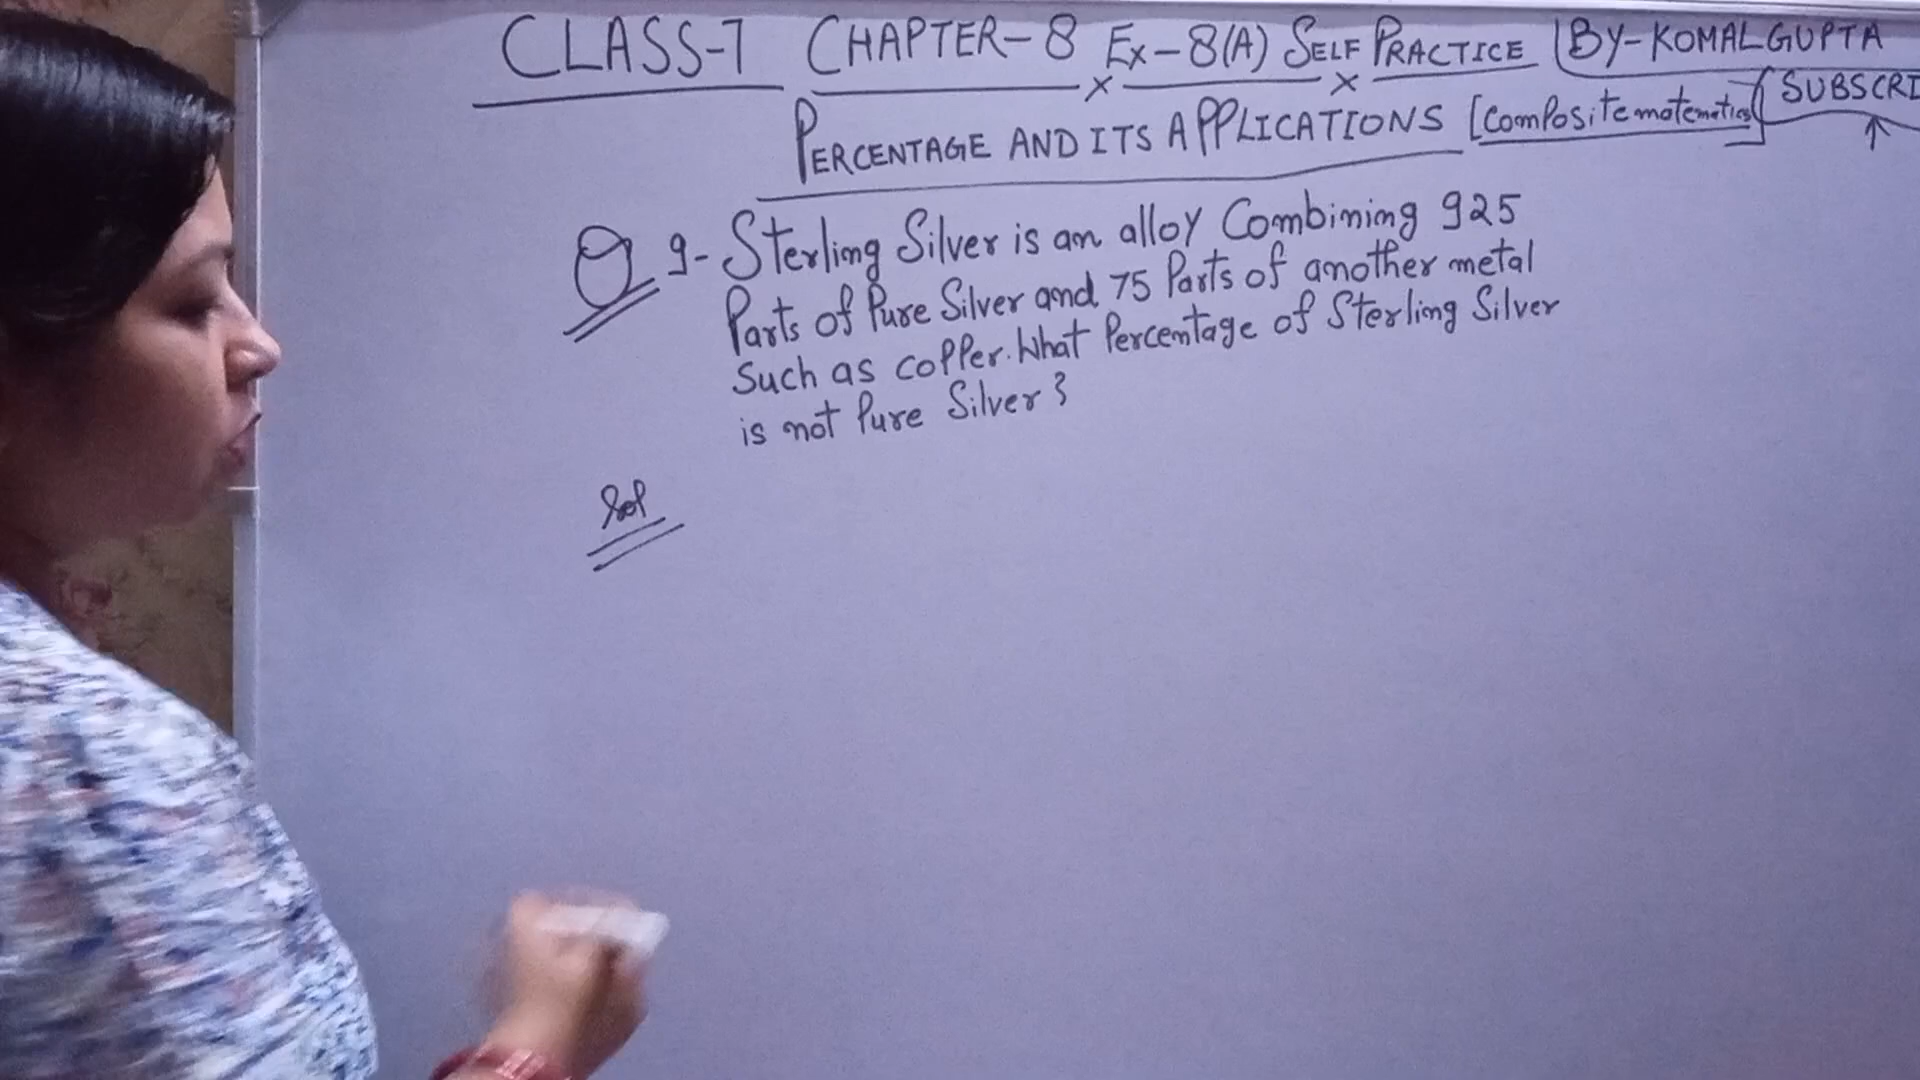 CLASS-7 CHAPTER-8 EX-8(A) SELF PRACTICE BY-KOMALGUPTA
PERCENTAGE AND ITS APPLICATIONS [Composite matematics] SUBSCRI
Q 9- Sterling Silver is an alloy Combining 925
Parts of Pure Silver and 75 Parts of another metal
Such as copper. What Percentage of Sterling Silver
is not Pure Silver?
Sol